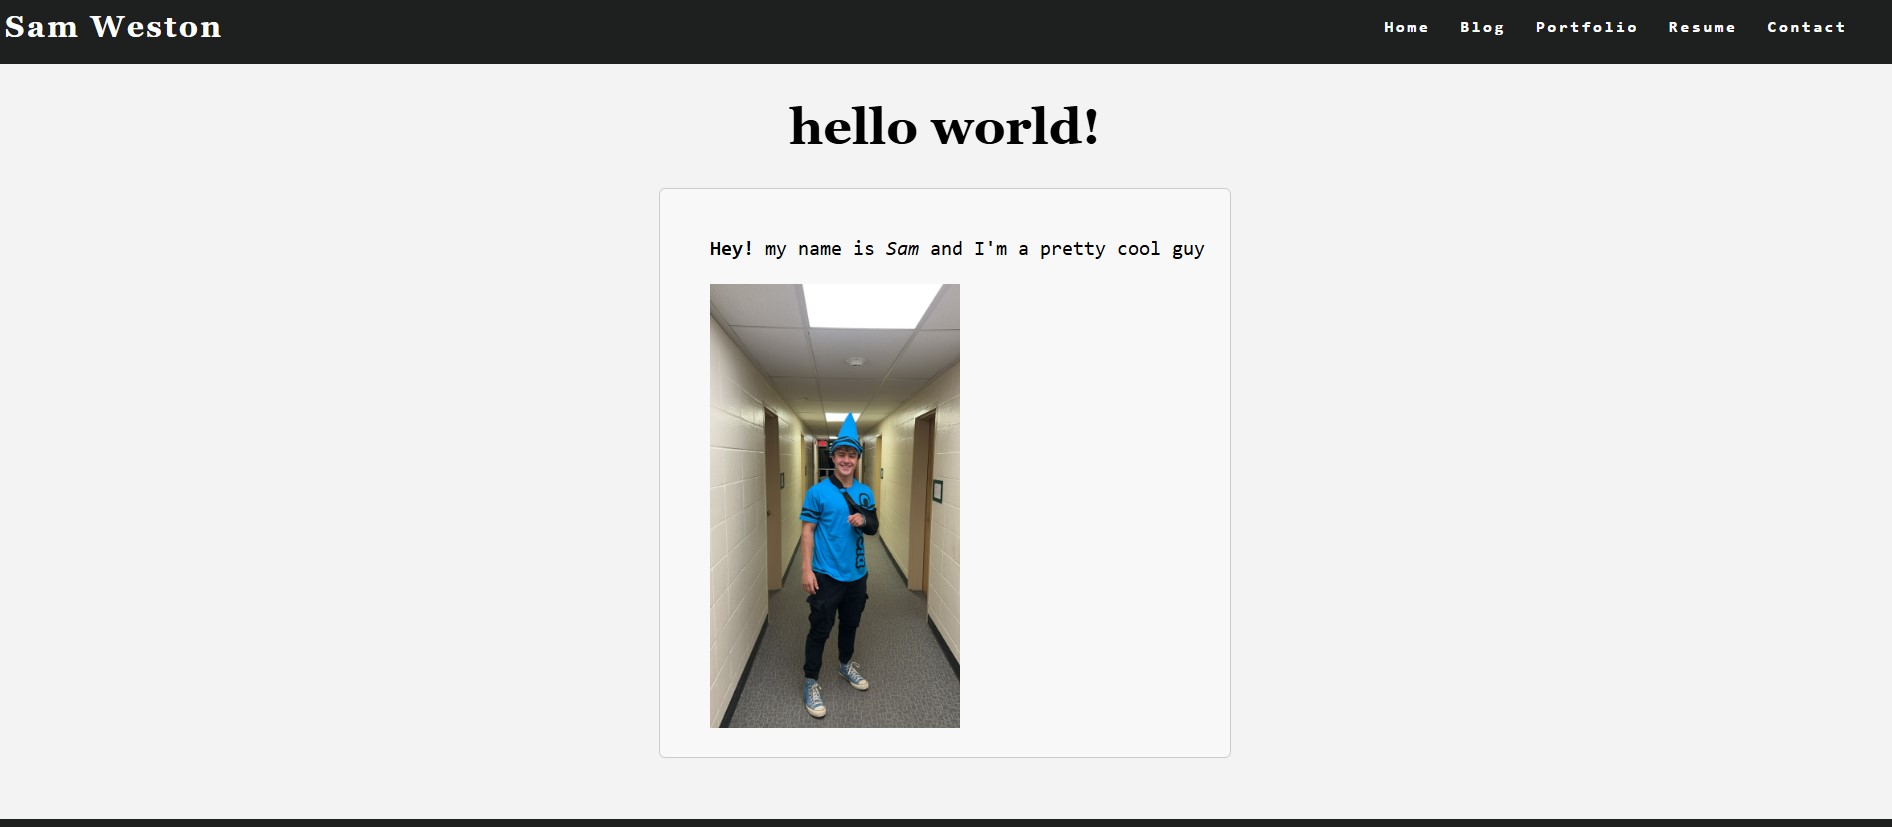 Sam Weston
Home Blog Portfolio Resume Contact
hello world!
Hey! my name is Sam and I'm a pretty cool guy